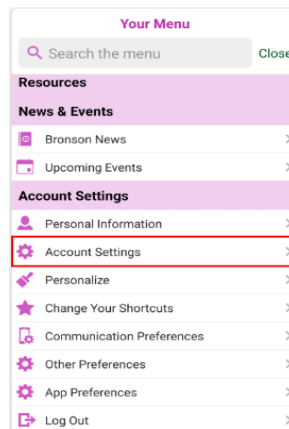 Your Menu
Search the menu
Close
Resources
News & Events
Bronson News
Upcoming Events
Account Settings
Personal Information
Account Settings
Personalize
Change Your Shortcuts
Communication Preferences
Other Preferences
App Preferences
Log Out